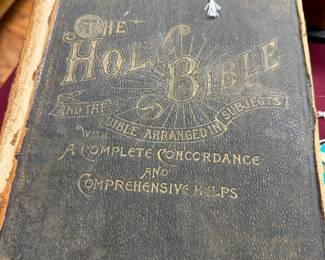 THE
HOLY BIBLE
AND THE
BIBLE ARRANGED IN
SUBJECTS
WITH
A COMPLETE CONCORDANCE
AND
COMPREHENSIVE HELPS